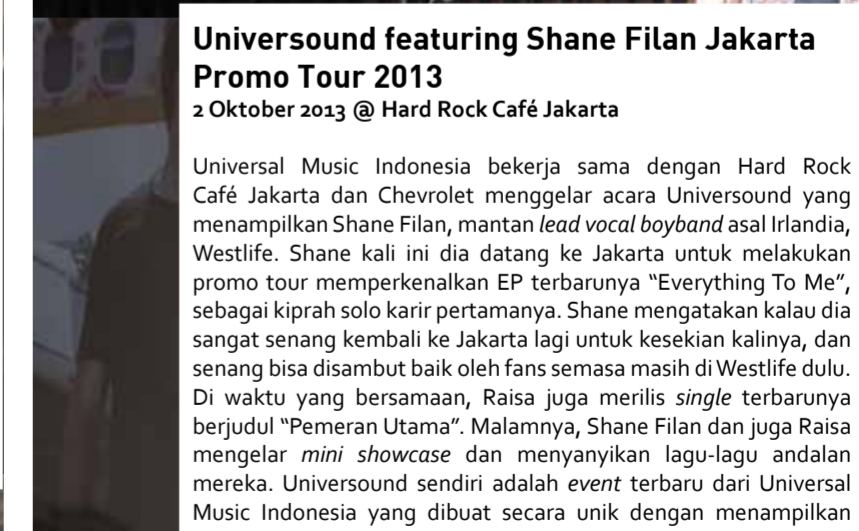 Universound featuring Shane Filan Jakarta
Promo Tour 2013
2 Oktober 2013 @ Hard Rock Café Jakarta
Universal Music Indonesia bekerja sama dengan Hard Rock
Café Jakarta dan Chevrolet menggelar acara Universound yang
menampilkan Shane Filan, mantan lead vocal boyband asal Irlandia,
Westlife. Shane kali ini dia datang ke Jakarta untuk melakukan
promo tour memperkenalkan EP terbarunya “Everything To Me”,
sebagai kiprah solo karir pertamanya. Shane mengatakan kalau dia
sangat senang kembali ke Jakarta lagi untuk kesekian kalinya, dan
senang bisa disambut baik oleh fans semasa masih di Westlife dulu.
Di waktu yang bersamaan, Raisa juga merilis single terbarunya
berjudul “Pemeran Utama”. Malamnya, Shane Filan dan juga Raisa
mengelar mini showcase dan menyanyikan lagu-lagu andalan
mereka. Universound sendiri adalah event terbaru dari Universal
Music Indonesia yang dibuat secara unik dengan menampilkan